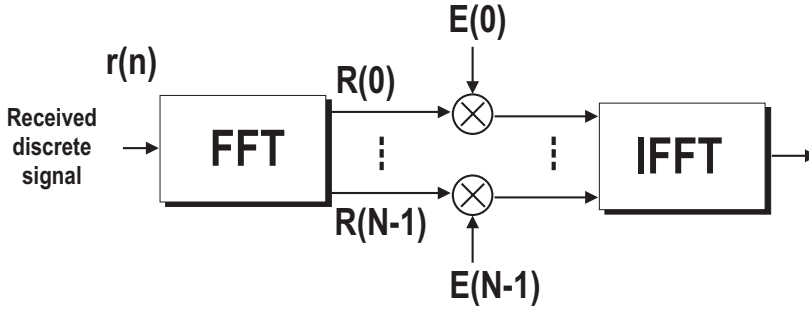 E(0)
r(n)
R(0)
Received
discrete
signal
FFT
IFFT
R(N-1)
E(N-1)